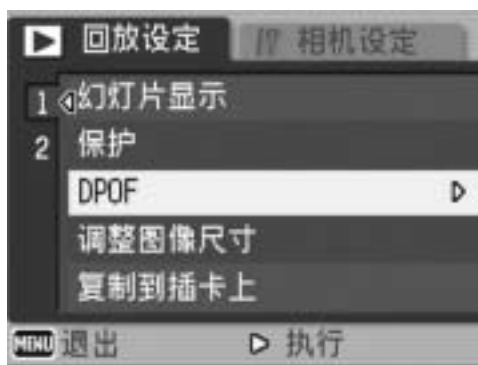 回放设定 相机设定
1 幻灯片显示
2 保护
DPOF
调整图像尺寸
复制到插卡上
MENU 退出 执行